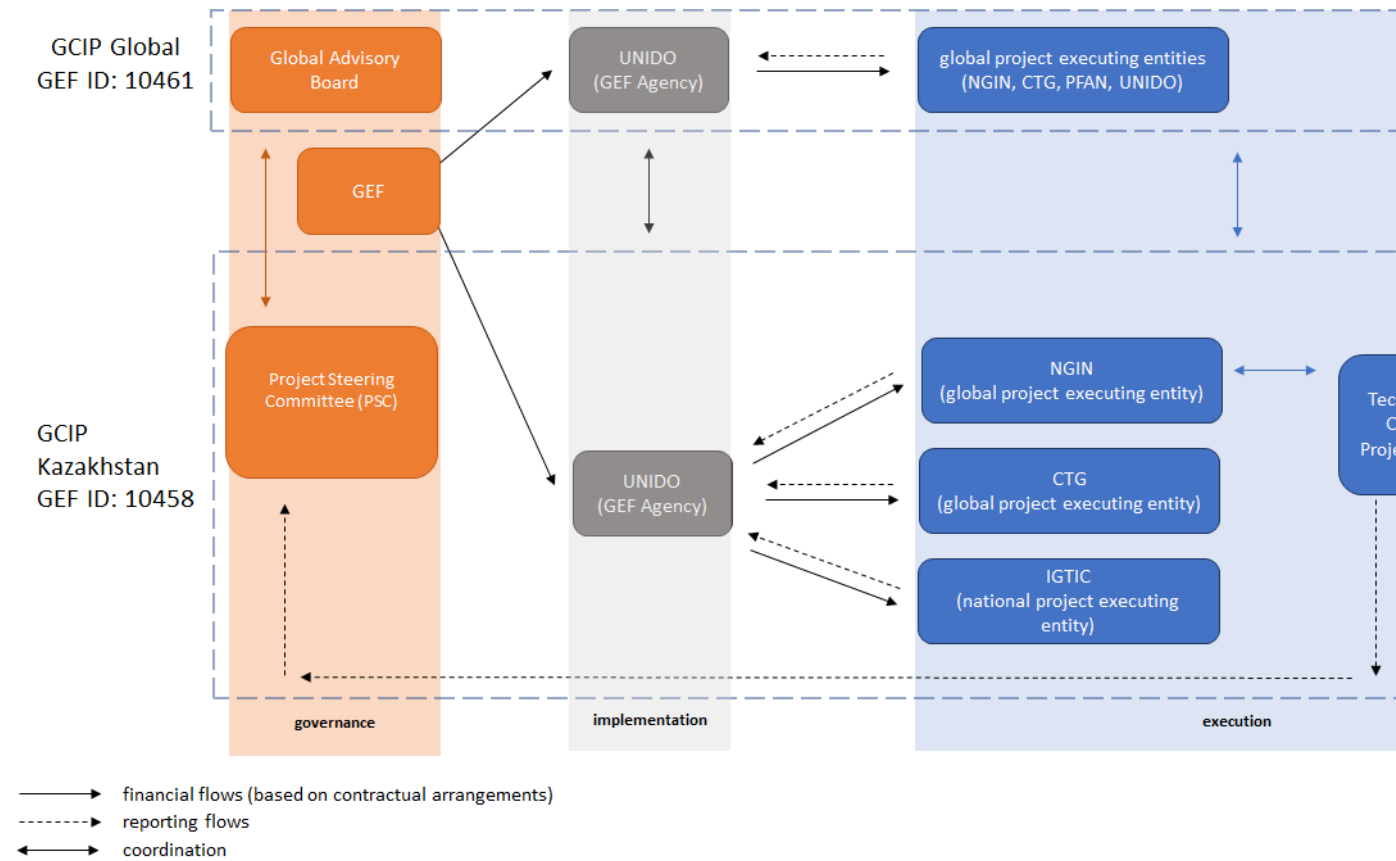 GCIP Global
GEF ID: 10461
Global Advisory
Board
UNIDO
(GEF Agency)
global project executing entities
(NGIN, CTG, PFAN, UNIDO)
GEF
GCIP
Kazakhstan
GEF ID: 10458
Project Steering
Committee (PSC)
UNIDO
(GEF Agency)
NGIN
(global project executing entity)
CTG
(global project executing entity)
IGTIC
(national project executing
entity)
governance
implementation
execution
financial flows (based on contractual arrangements)
reporting flows
coordination